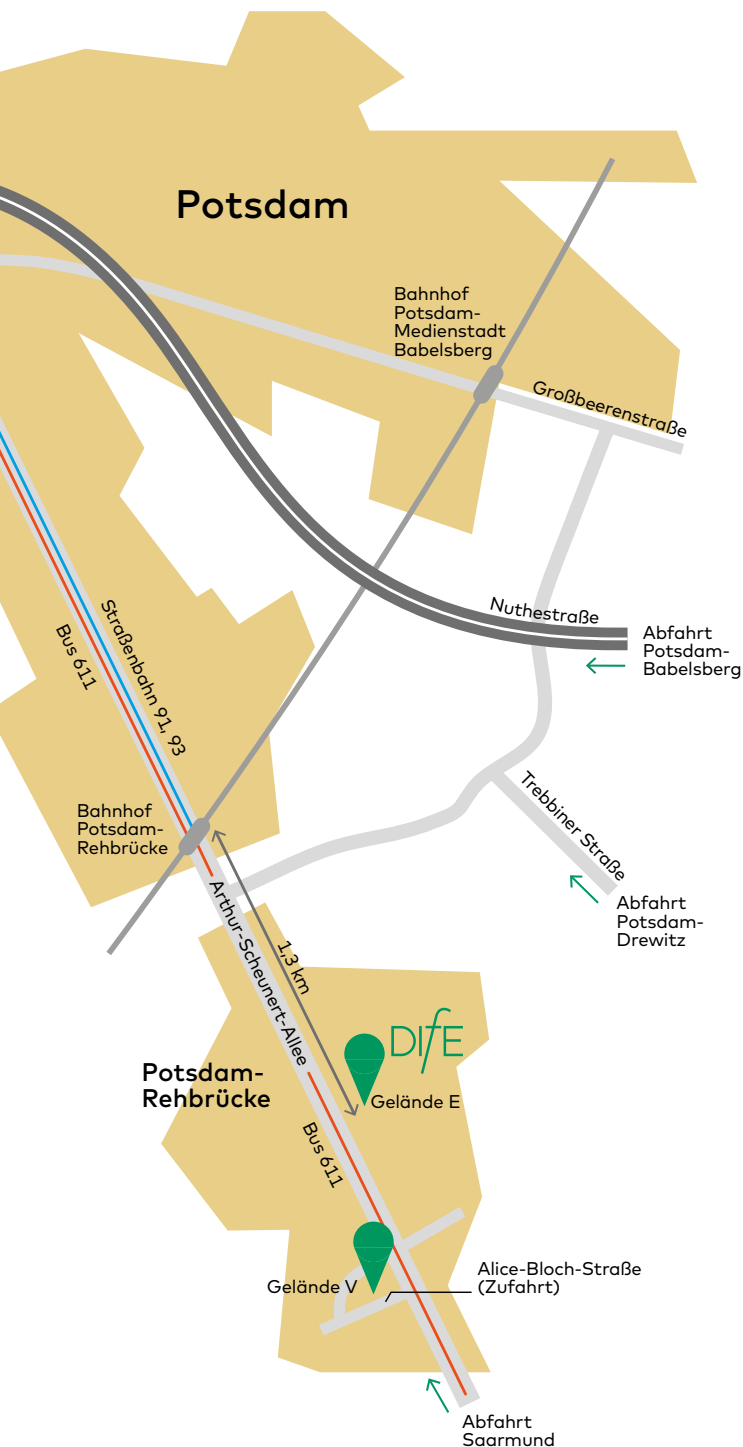 Potsdam
Bahnhof
Potsdam-
Medienstadt
Babelsberg
Großbeerenstraße
Nuthestraße
Abfahrt
Potsdam-
Babelsberg
Straßenbahn 91, 93
Bus 611
Trebbiner Straße
Bahnhof
Potsdam-
Rehbrücke
Abfahrt
Potsdam-
Drewitz
Arthur-Scheunert-Allee
1,3 km
DIfE
Potsdam-
Rehbrücke
Gelände E
Bus 611
Alice-Bloch-Straße
(Zufahrt)
Gelände V
Abfahrt
Saarmund